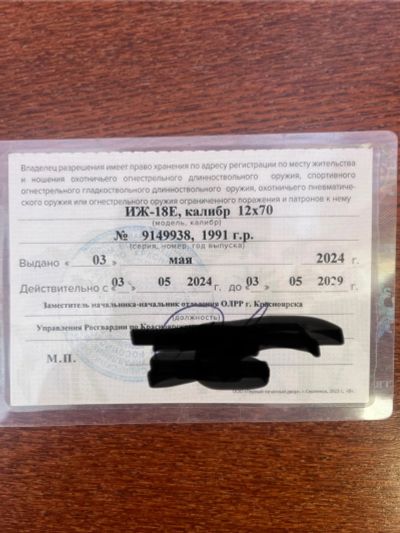 Владелец разрешения имеет право хранения по адресу регистрации по месту жительства
и ношения охотничьего огнестрельного длинноствольного оружия, спортивного
огнестрельного гладкоствольного длинноствольного оружия, охотничьего пневматиче-
ского оружия или огнестрельного оружия ограниченного поражения и патронов к нему
ИЖ-18Е, калибр 12х70
(модель, калибр)
№ 9149938, 1991 г.р.
(серия, номер, год выпуска)
Выдано « 03 » мая 2024 г.
Действительно с 03 05 2024 г. до « 03 05 2029 г.
Заместитель начальника-начальник отделения ОЛРР г. Красноярска
(должность)
Управления Росгвардии по
М.П.